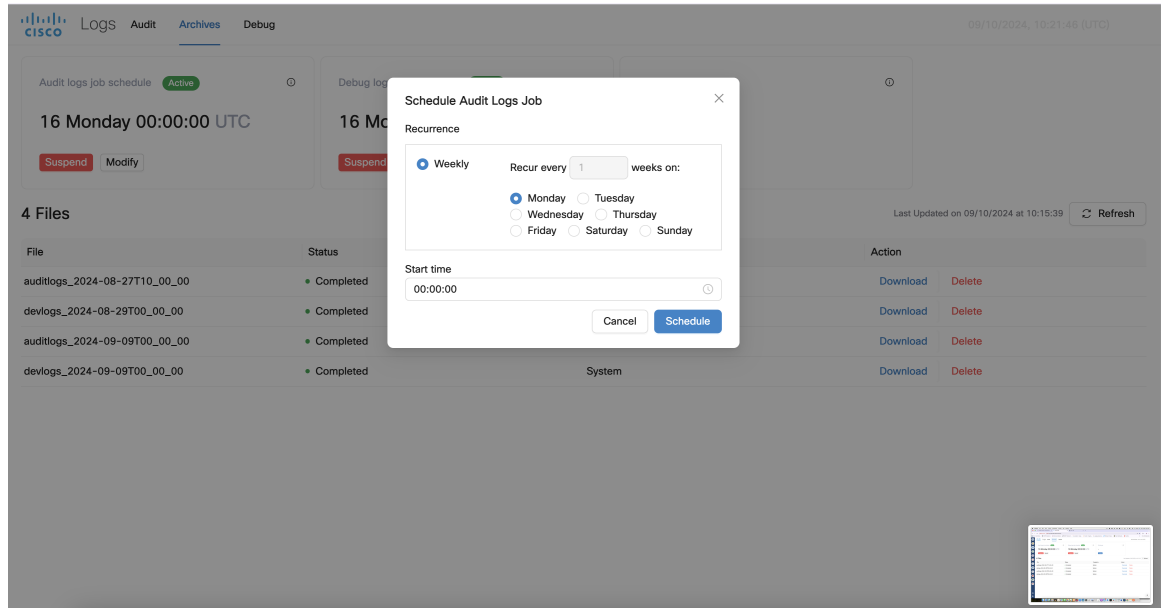 CISCO Logs Audit Archives Debug 09/10/2024, 10:21:46 (UTC)
Audit logs job schedule Active
Debug log
16 Monday 00:00:00 UTC
16 Mo
Suspend Modify
Suspend
Schedule Audit Logs Job
Recurrence
Weekly
Recur every 1 weeks on:
Monday Tuesday
Wednesday Thursday
Friday Saturday Sunday
Start time
00:00:00
Cancel Schedule
4 Files
Last Updated on 09/10/2024 at 10:15:39 Refresh
File Status Action
auditlogs_2024-08-27T10_00_00 Completed Download Delete
devlogs_2024-08-29T00_00_00 Completed Download Delete
auditlogs_2024-09-09T00_00_00 Completed Download Delete
devlogs_2024-09-09T00_00_00 Completed System Download Delete